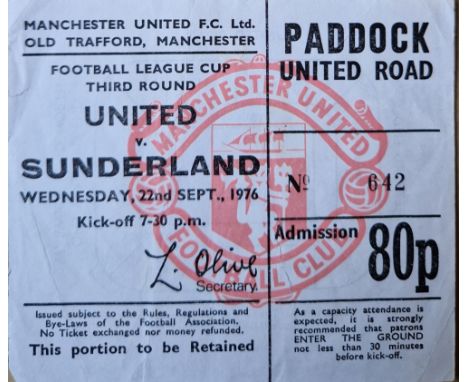 MANCHESTER UNITED F.C. Ltd.
OLD TRAFFORD, MANCHESTER
FOOTBALL LEAGUE CUP
THIRD ROUND
UNITED
v.
SUNDERLAND
WEDNESDAY, 22nd SEPT., 1976
Kick-off 7-30 p.m.
L. Olive
Secretary.
Issued subject to the Rules, Regulations and
Bye-Laws of the Football Association.
No Ticket exchanged nor money refunded.
This portion to be Retained
PADDOCK
UNITED ROAD
No 642
Admission 80p
As a capacity attendance is
expected, it is strongly
recommended that patrons
ENTER THE GROUND
not less than 30 minutes
before kick-off.
MANCHESTER UNITED
FOOTBALL CLUB